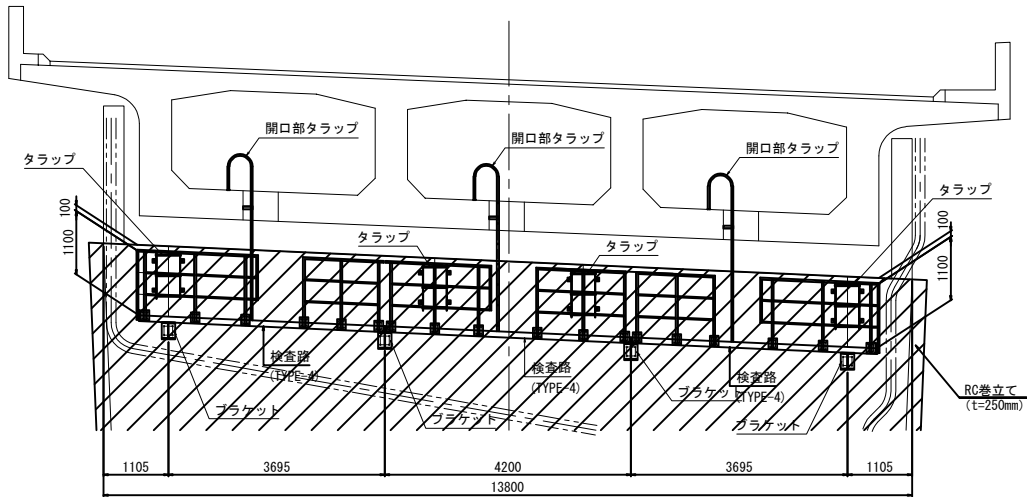 開口部タラップ
開口部タラップ
開口部タラップ
タラップ
タラップ
100
1100
タラップ
タラップ
100
1100
検査路
(TYPE-4)
検査路
(TYPE-4)
検査路
(TYPE-4)
ブラケット
ブラケット
ブラケット
ブラケット
RC巻立て
(t=250mm)
1105
3695
4200
3695
1105
13800